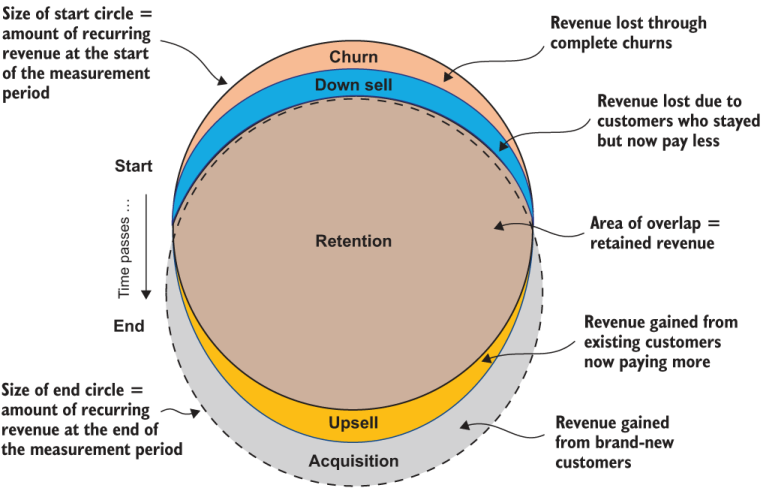 Size of start circle =
amount of recurring
revenue at the start
of the measurement
period
Revenue lost through
complete churns
Churn
Down sell
Revenue lost due to
customers who stayed
but now pay less
Start
Time passes ...
End
Retention
Area of overlap =
retained revenue
Revenue gained from
existing customers
now paying more
Size of end circle =
amount of recurring
revenue at the end of
the measurement period
Upsell
Acquisition
Revenue gained
from brand-new
customers